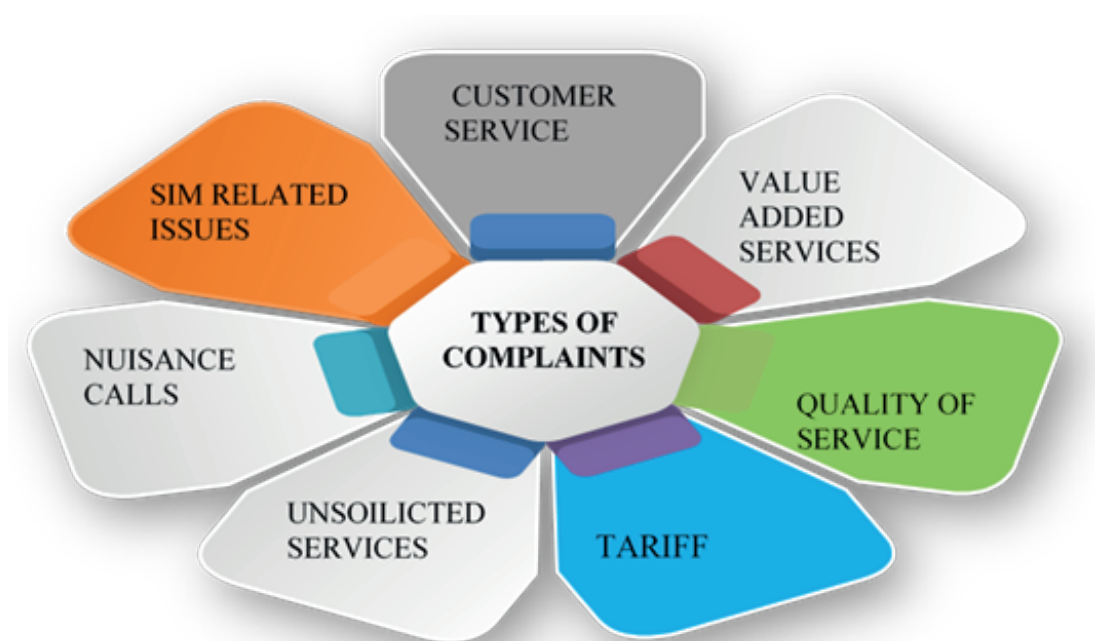 CUSTOMER
SERVICE
VALUE
ADDED
SERVICES
QUALITY OF
SERVICE
TARIFF
UNSOILICTED
SERVICES
NUISANCE
CALLS
SIM RELATED
ISSUES
TYPES OF
COMPLAINTS